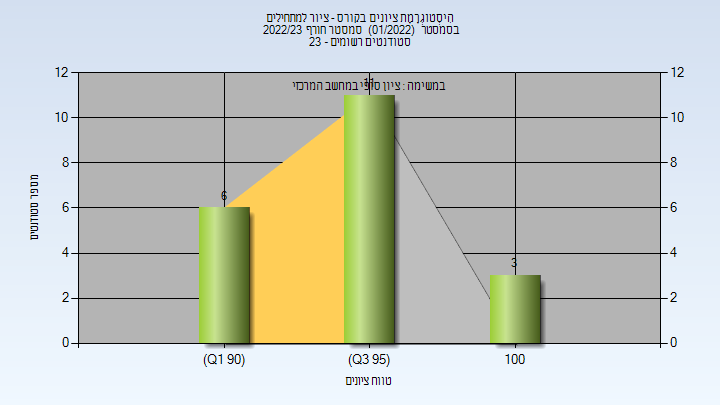 היסטוגרמת ציונים בקורס - ציור למתחילים
בסמסטר (01/2022) סמסטר חורף 2022/23
סטודנטים רשומים - 23
במשימה : ציון סופי במחשב המרכזי
12
10
8
6
4
2
0
12
10
8
6
4
2
0
מספר סטודנטים
6
11
3
(Q1 90)
(Q3 95)
100
טווח ציונים